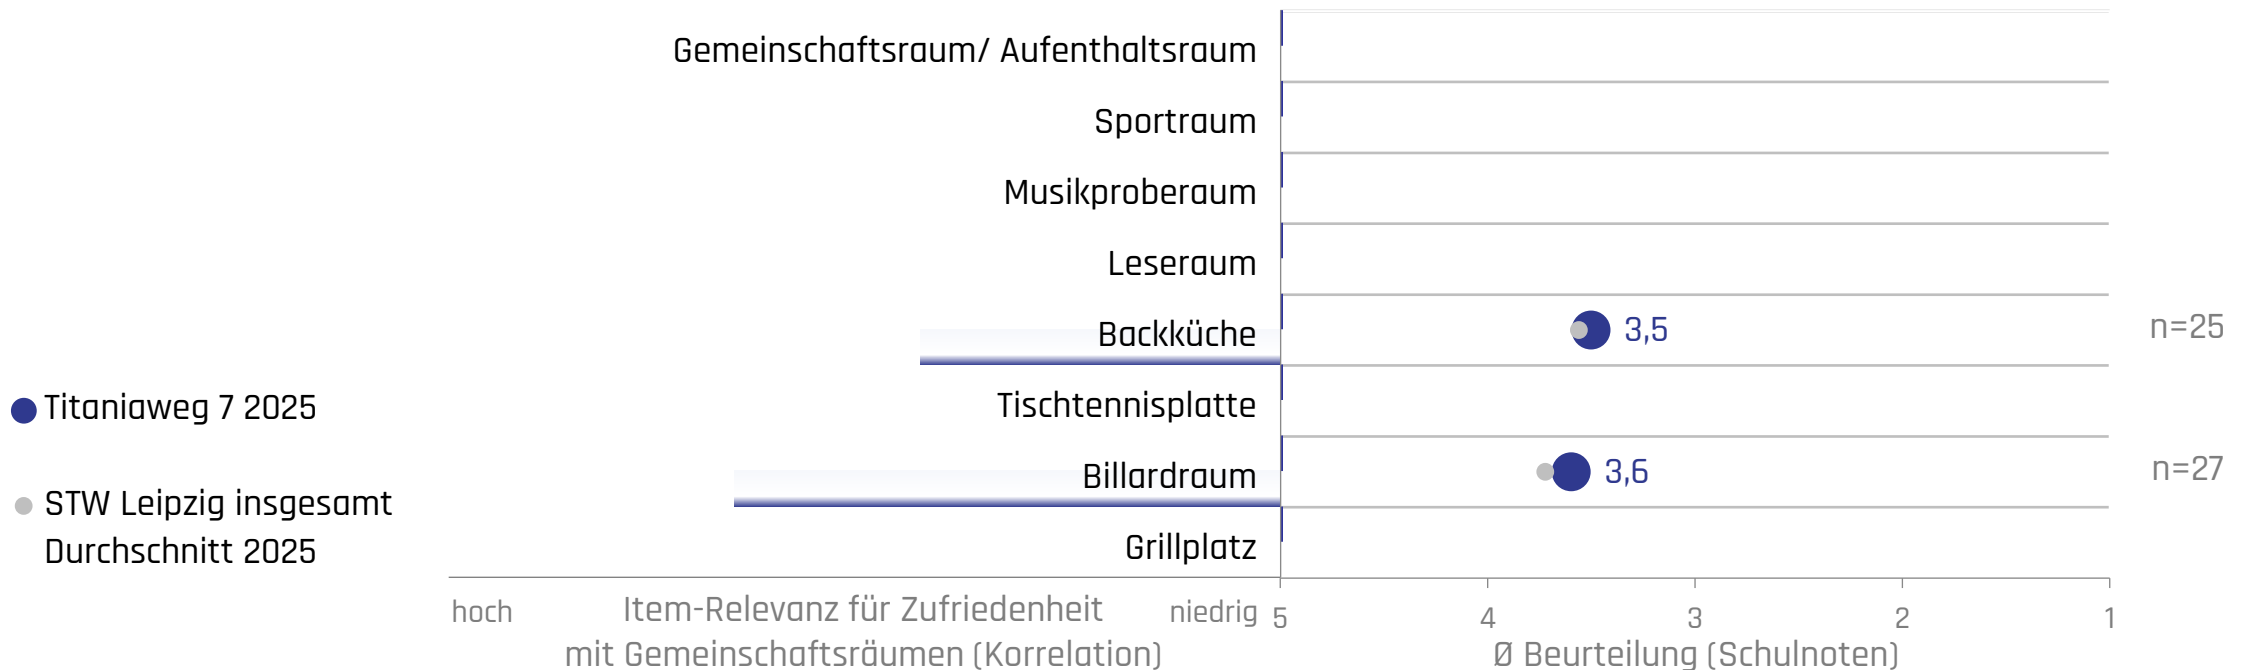 Gemeinschaftsraum/ Aufenthaltsraum
Sportraum
Musikproberaum
Leseraum
Backküche 3,5 n=25
Tischtennisplatte
Billardraum 3,6 n=27
Grillplatz
Titaniaweg 7 2025
STW Leipzig insgesamt
Durchschnitt 2025
hoch Item-Relevanz für Zufriedenheit niedrig
mit Gemeinschaftsräumen (Korrelation)
5 4 3 2 1
Ø Beurteilung (Schulnoten)